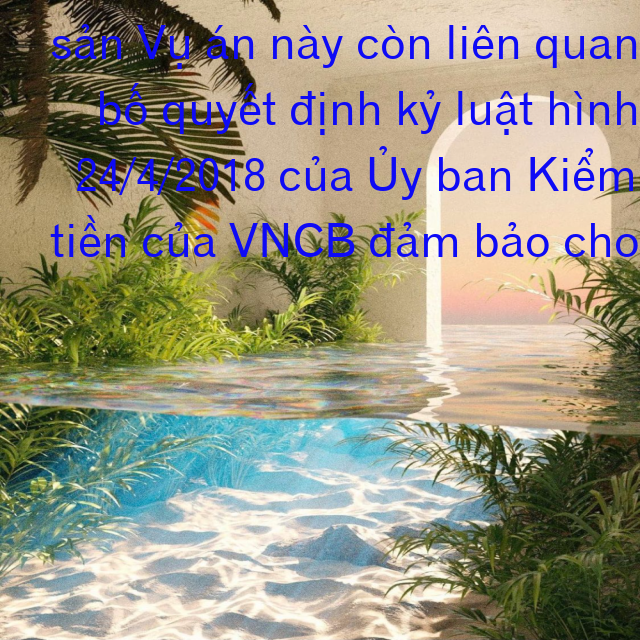 sản Vụ án này còn liên quan
bố quyết định kỷ luật hình
24/4/2018 của Ủy ban Kiểm
tiền của VNCB đảm bảo cho